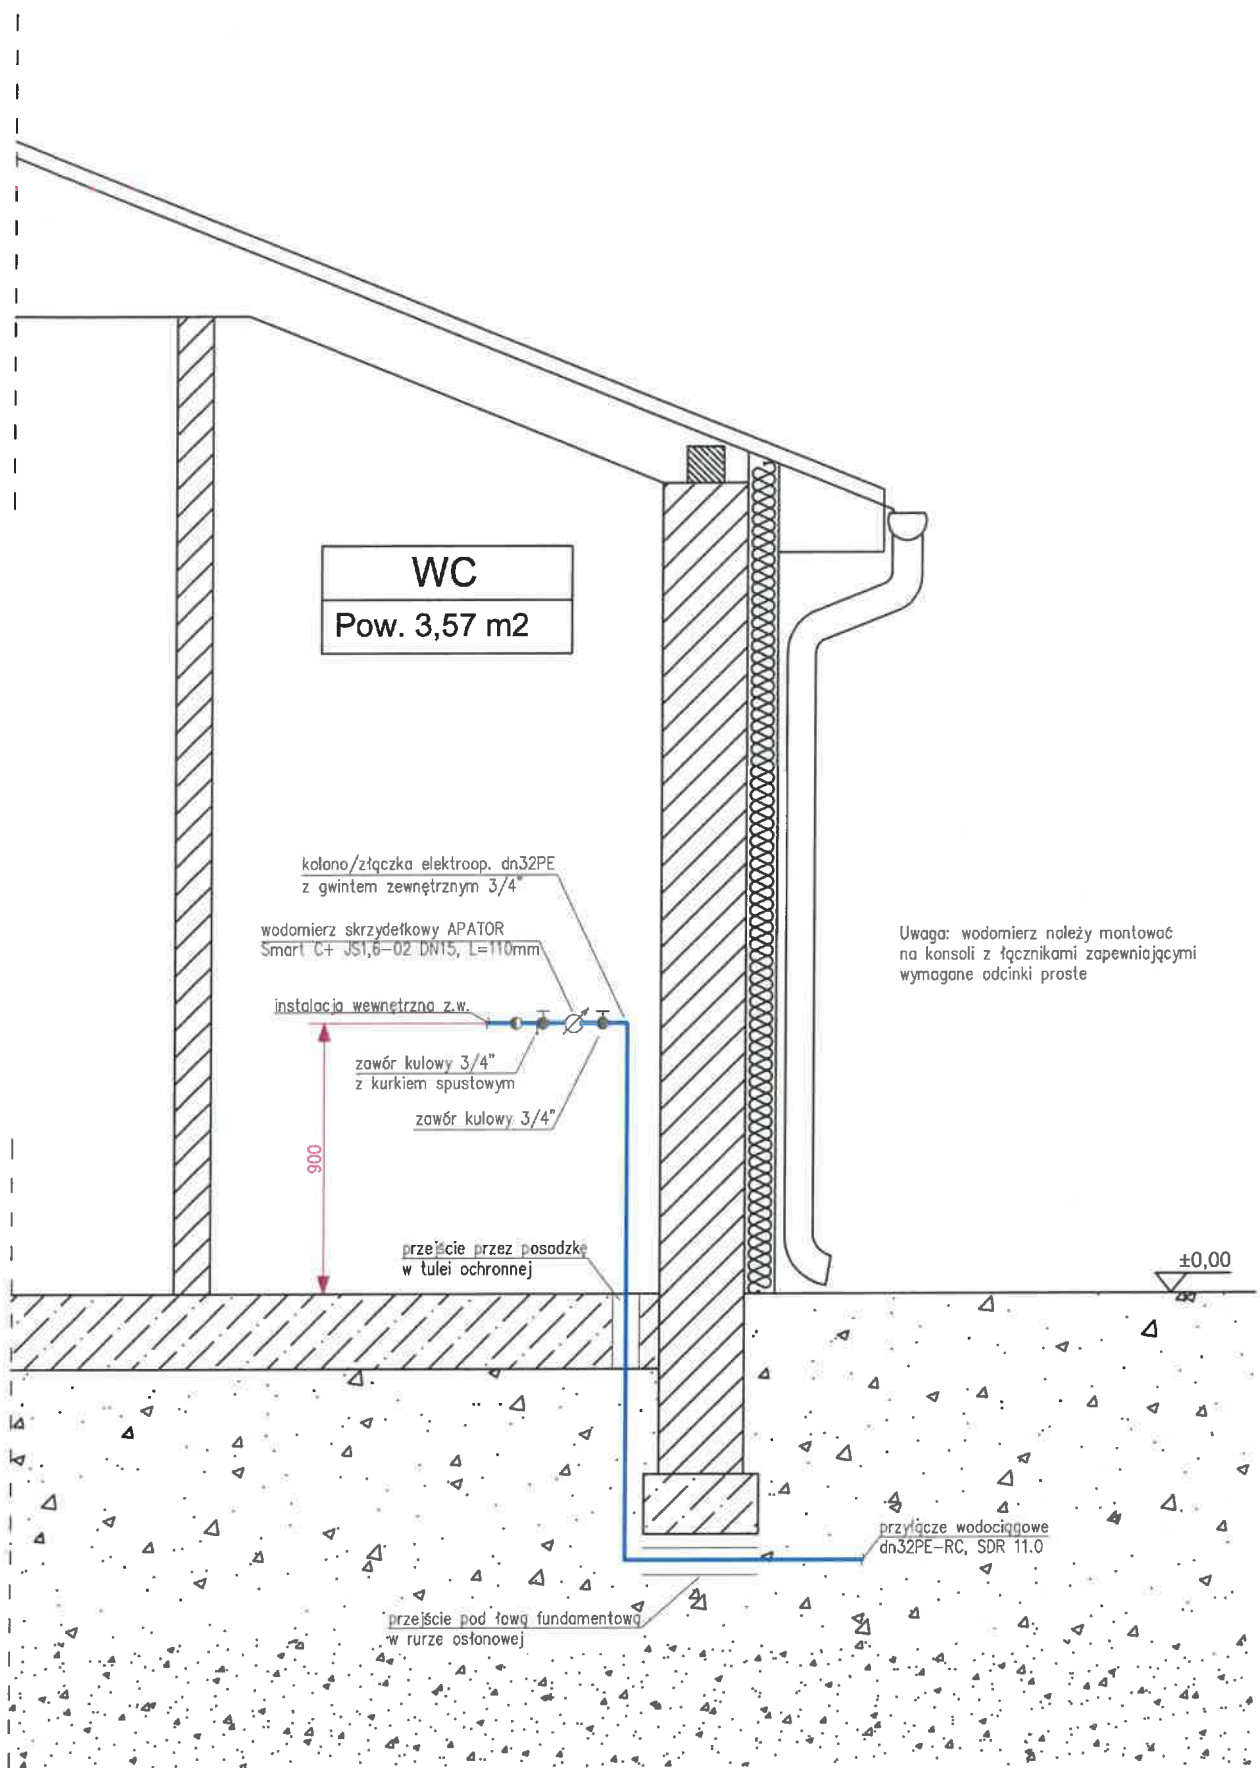 WC
Pow. 3,57 m2
kolono/złączka elektroop. dn32PE
z gwintem zewnętrznym 3/4"
wodomierz skrzydełkowy APATOR
Smart C+ JS1,6-02 DN15, L=110mm
Uwaga: wodomierz należy montować
na konsoli z łącznikami zapewniającymi
wymagane odcinki proste
instalacja wewnętrzna z.w.
zawór kulowy 3/4"
z kurkiem spustowym
zawór kulowy 3/4"
900
przejście przez posadzkę
w tulei ochronnej
±0,00
przyłącze wodociągowe
dn32PE-RC, SDR 11.0
przejście pod ławą fundamentową
w rurze osłonowej